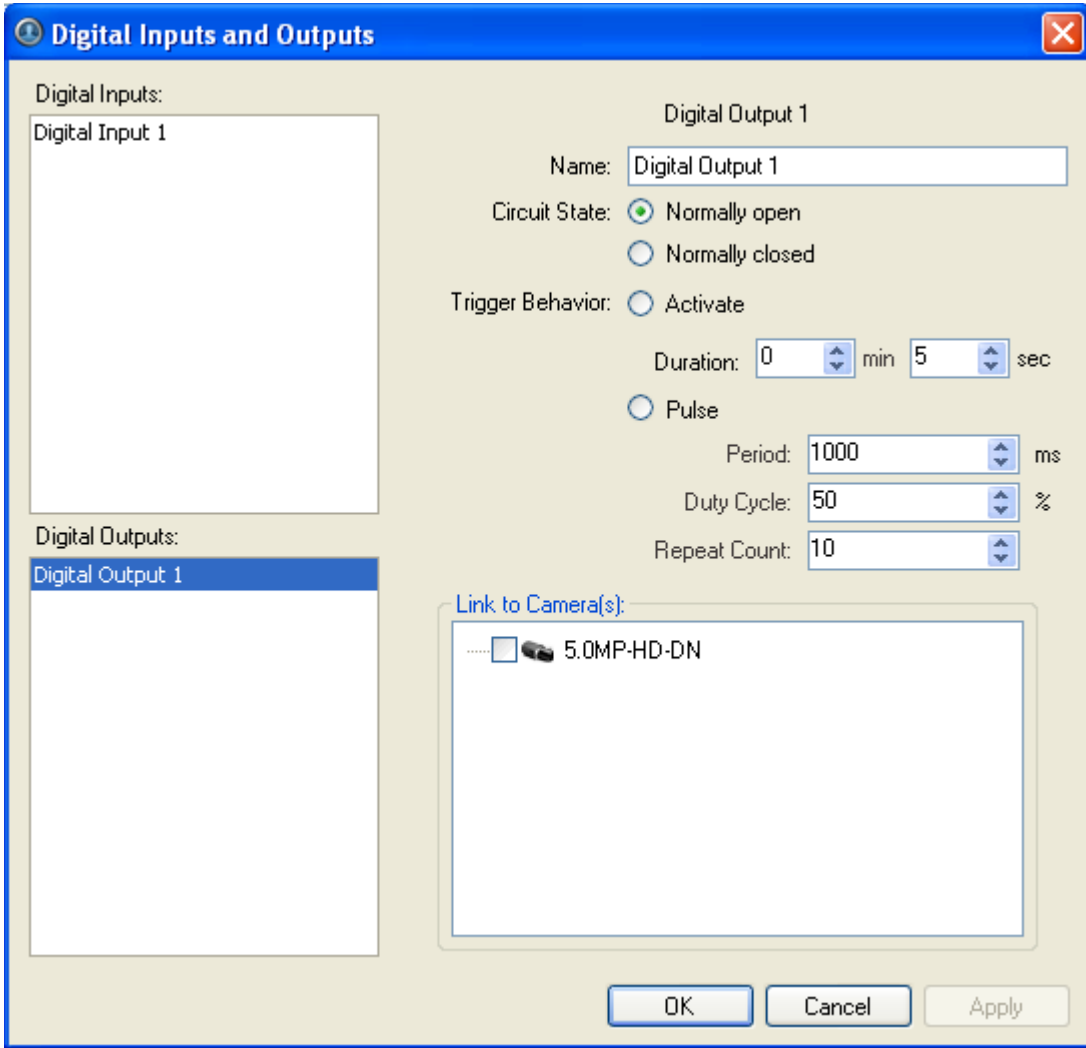 Digital Inputs and Outputs
Digital Inputs:
Digital Input 1
Digital Outputs:
Digital Output 1
Digital Output 1
Name: Digital Output 1
Circuit State: Normally open
Normally closed
Trigger Behavior: Activate
Duration: 0 min 5 sec
Pulse
Period: 1000 ms
Duty Cycle: 50 %
Repeat Count: 10
Link to Camera(s):
5.0MP-HD-DN
OK Cancel Apply